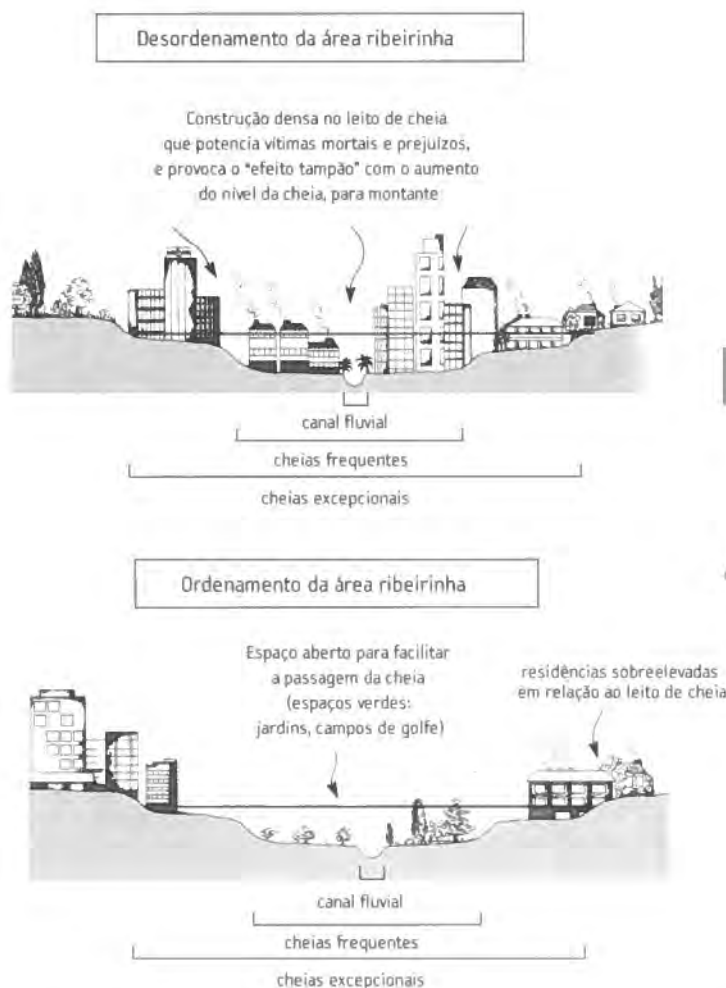 Desordenamento da área ribeirinha
Construção densa no leito de cheia
que potencia vítimas mortais e prejuízos,
e provoca o "efeito tampão" com o aumento
do nível da cheia, para montante
canal fluvial
cheias frequentes
cheias excepcionais
Ordenamento da área ribeirinha
Espaço aberto para facilitar
a passagem da cheia
(espaços verdes:
jardins, campos de golfe)
residências sobreelevadas
em relação ao leito de cheia
canal fluvial
cheias frequentes
cheias excepcionais